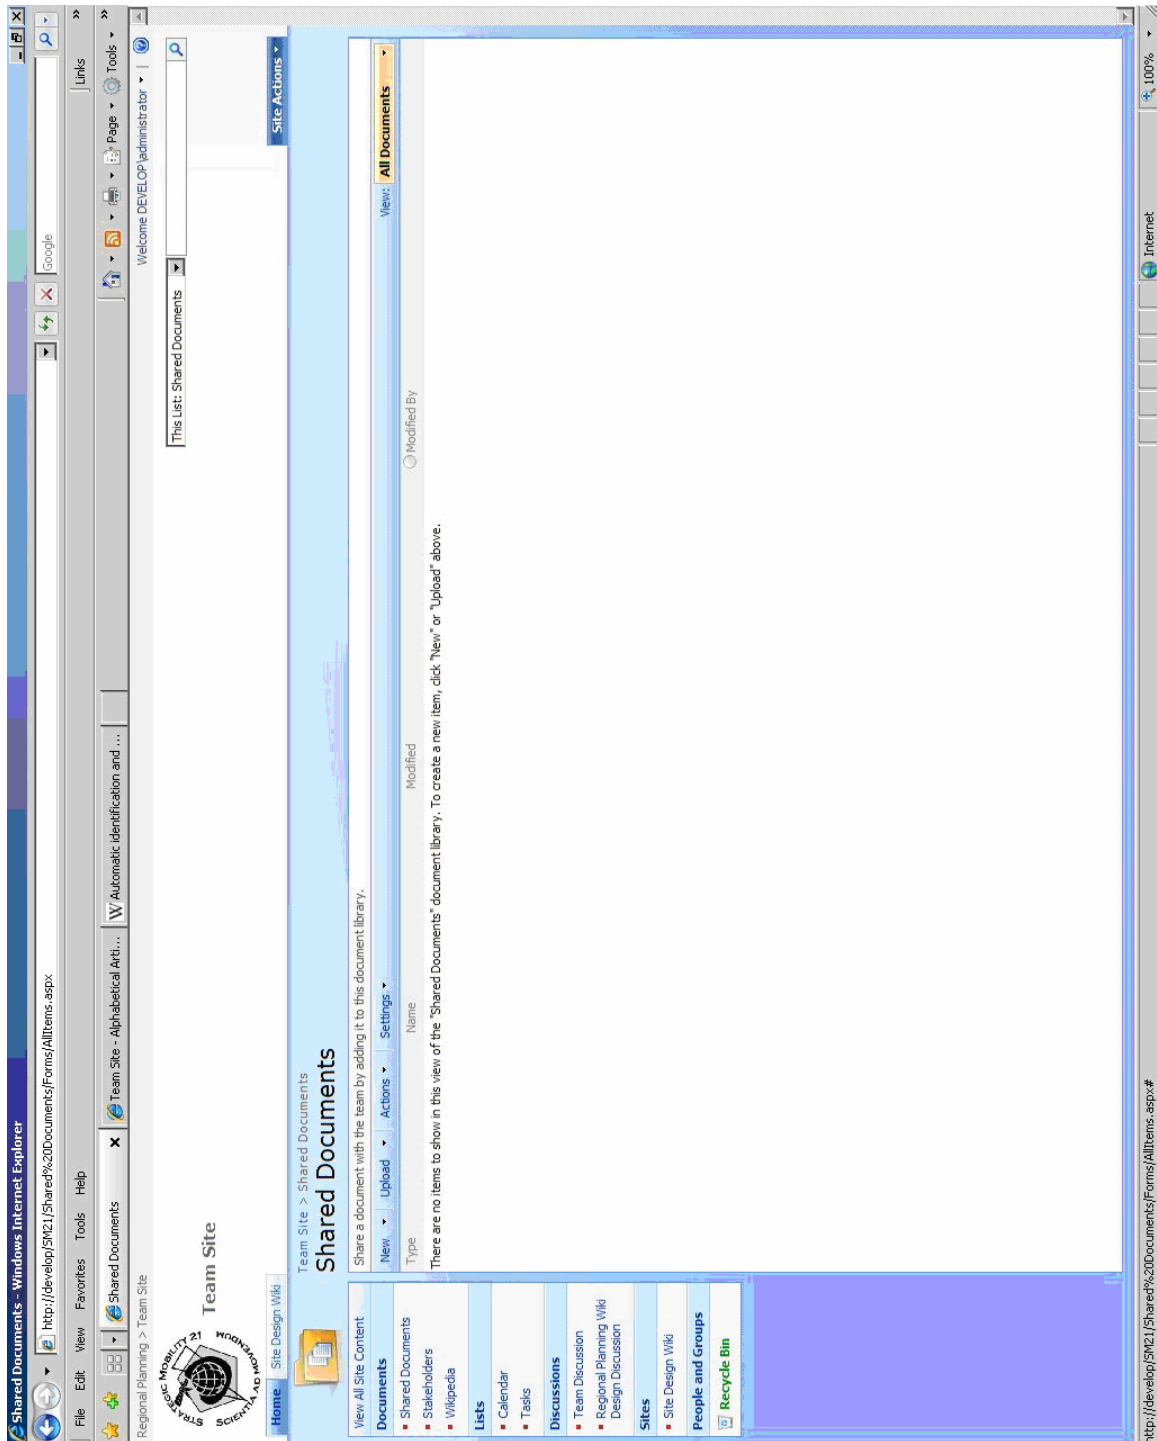 Shared Documents - Windows Internet Explorer
http://develop/SM21/Shared%20Documents/Forms/AllItems.aspx
Google
File Edit View Favorites Tools Help
Links »
Shared Documents
Team Site - Alphabetical Arti...
W Automatic identification and ...
Page Tools »
Regional Planning > Team Site
Welcome DEVELOP\administrator
STRATEGIC MOBILITY 21
SCIENTIA AD MOVENDUM
Team Site
This List: Shared Documents
Home Site Design Wiki
Site Actions
Team Site > Shared Documents
Shared Documents
View All Site Content
Documents
Shared Documents
Stakeholders
Wikipedia
Lists
Calendar
Tasks
Discussions
Team Discussion
Regional Planning Wiki
Design Discussion
Sites
Site Design Wiki
People and Groups
Recycle Bin
Share a document with the team by adding it to this document library.
New Upload Actions Settings
View: All Documents
Type Name Modified Modified By
There are no items to show in this view of the "Shared Documents" document library. To create a new item, click "New" or "Upload" above.
http://develop/SM21/Shared%20Documents/Forms/AllItems.aspx#
Internet
100%